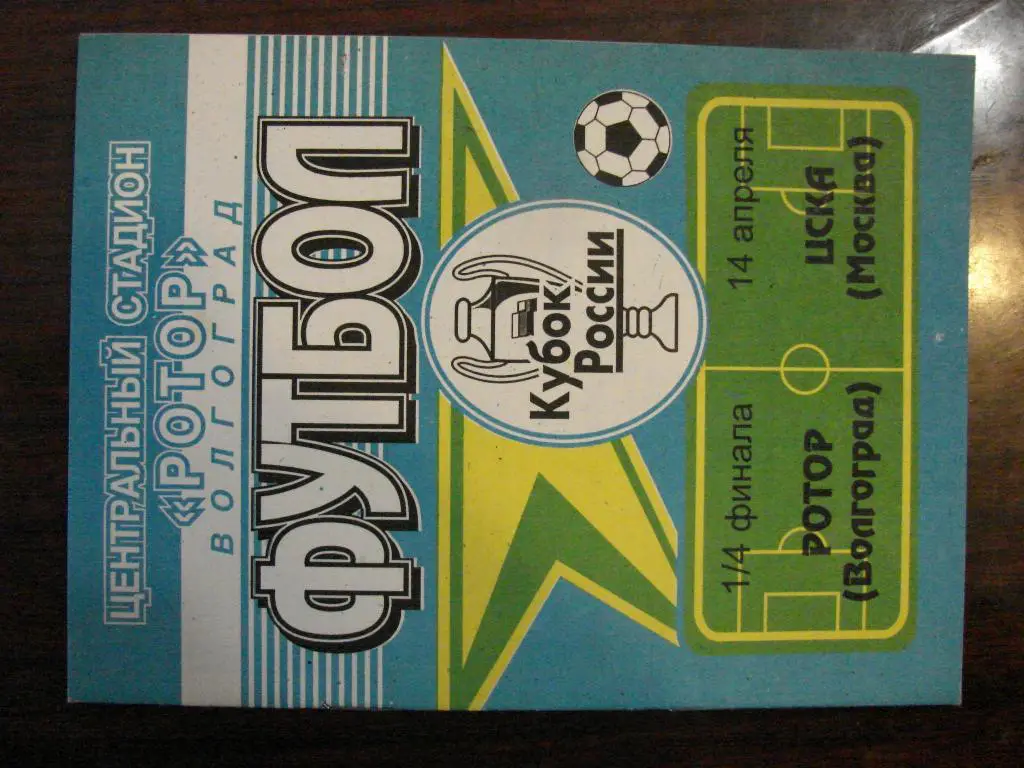 ЦЕНТРАЛЬНЫЙ СТАДИОН
«РОТОР»
ВОЛГОГРАД
ФУТБОЛ
Кубок
России
1/4 финала 14 апреля
РОТОР ЦСКА
(Волгоград) (Москва)